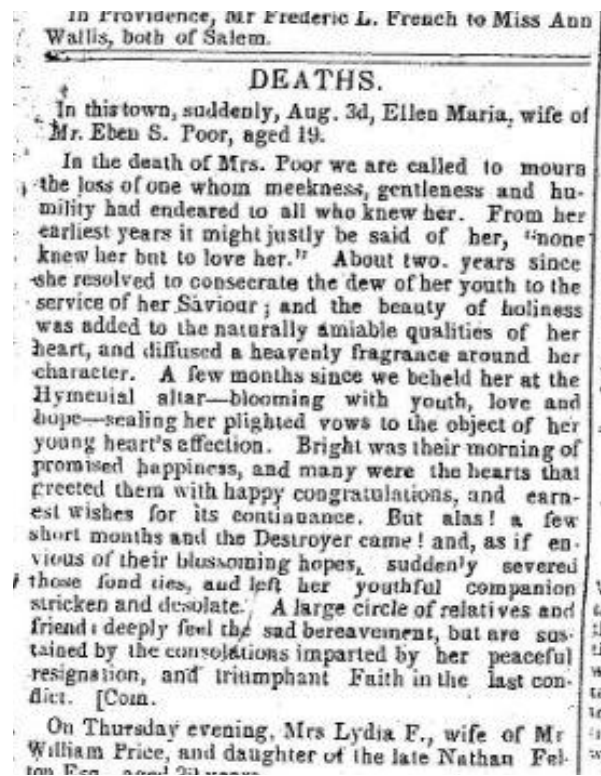 In Providence, Mr Frederic L. French to Miss Ann
Wallis, both of Salem.
DEATHS.
In this town, suddenly, Aug. 3d, Ellen Maria, wife of
Mr. Eben S. Poor, aged 19.
In the death of Mrs. Poor we are called to mourn
the loss of one whom meekness, gentleness and hu-
mility had endeared to all who knew her. From her
earliest years it might justly be said of her, "none
knew her but to love her." About two. years since
she resolved to consecrate the dew of her youth to the
service of her Saviour; and the beauty of holiness
was added to the naturally amiable qualities of her
heart, and diffused a heavenly fragrance around her
character. A few months since we beheld her at the
Hymenial altar—blooming with youth, love and
hope—sealing her plighted vows to the object of her
young heart's affection. Bright was their morning of
promised happiness, and many were the hearts that
greeted them with happy congratulations, and earn-
est wishes for its continuance. But alas! a few
short months and the Destroyer came! and, as if en-
vious of their blossoming hopes, suddenly severed
those fond ties, and left her youthful companion
stricken and desolate. A large circle of relatives and
friends deeply feel the sad bereavement, but are sus-
tained by the consolations imparted by her peaceful
resignation, and triumphant Faith in the last con-
flict. [Com.
On Thursday evening, Mrs Lydia F., wife of Mr
William Price, and daughter of the late Nathan Fel-
ton Esq. aged years